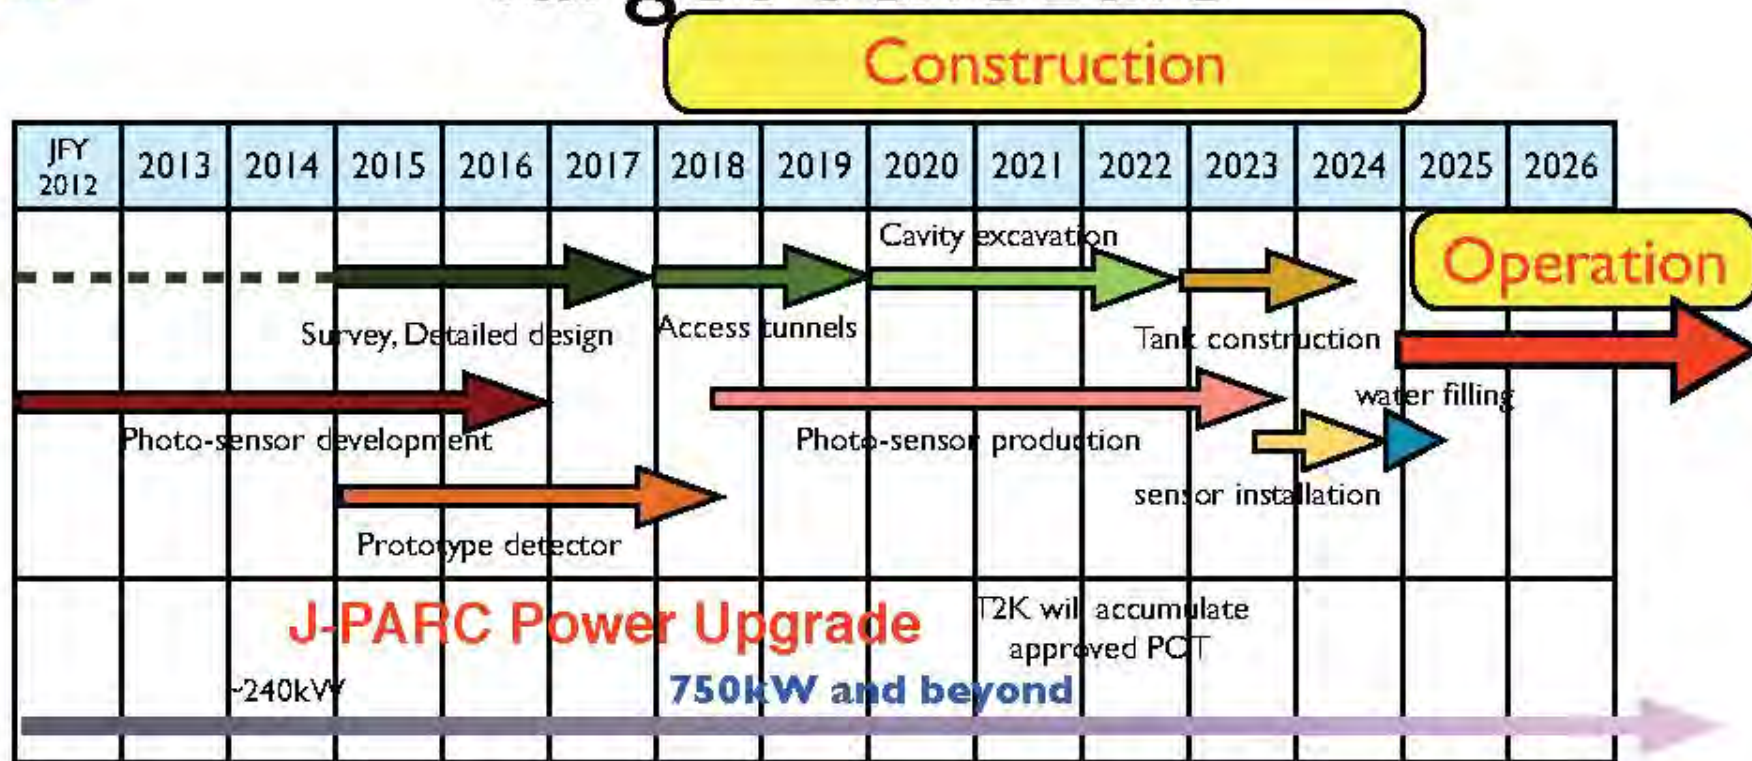 Construction
JFY
2012
2013
2014
2015
2016
2017
2018
2019
2020
2021
2022
2023
2024
2025
2026
Cavity excavation
Operation
Survey, Detailed design
Access tunnels
Tank construction
water filling
Photo-sensor development
Photo-sensor production
sensor installation
Prototype detector
J-PARC Power Upgrade
T2K will accumulate
approved POT
~240kW
750kW and beyond